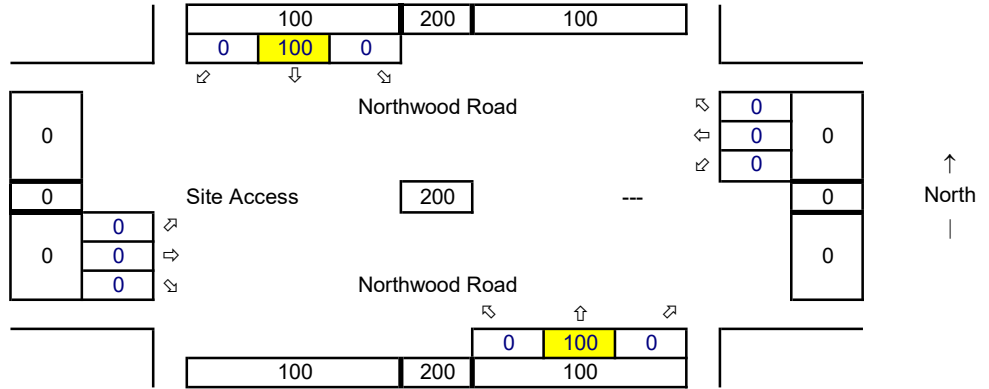 100 200 100
0 100 0
⬃ ⇩ ⬂
Northwood Road
⬁ 0
0 ⇦ 0 0
⬃ 0
↑
0 Site Access 200 --- 0 North
|
0 ⬀
0 0 ⇨ 0
0 ⬂ Northwood Road
⬁ ⇧ ⬀
0 100 0
100 200 100